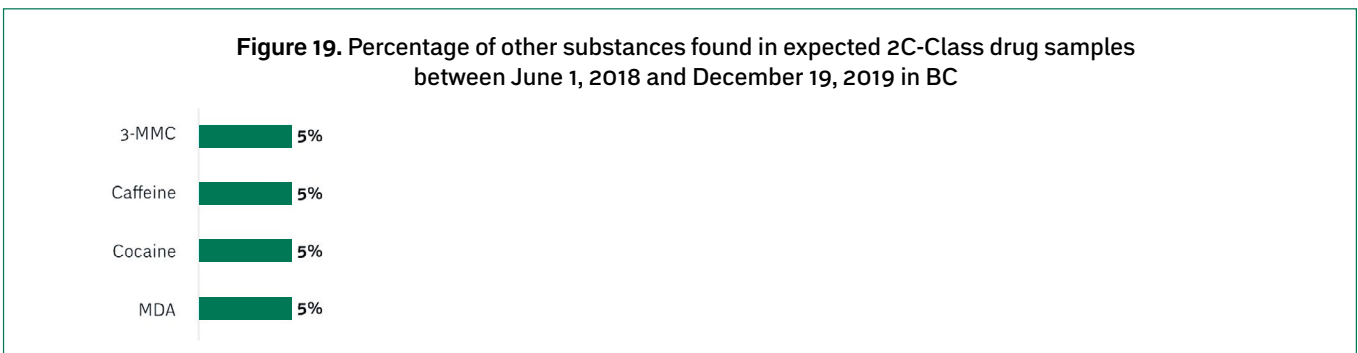 Figure 19. Percentage of other substances found in expected 2C-Class drug samples
between June 1, 2018 and December 19, 2019 in BC
3-MMC 5%
Caffeine 5%
Cocaine 5%
MDA 5%